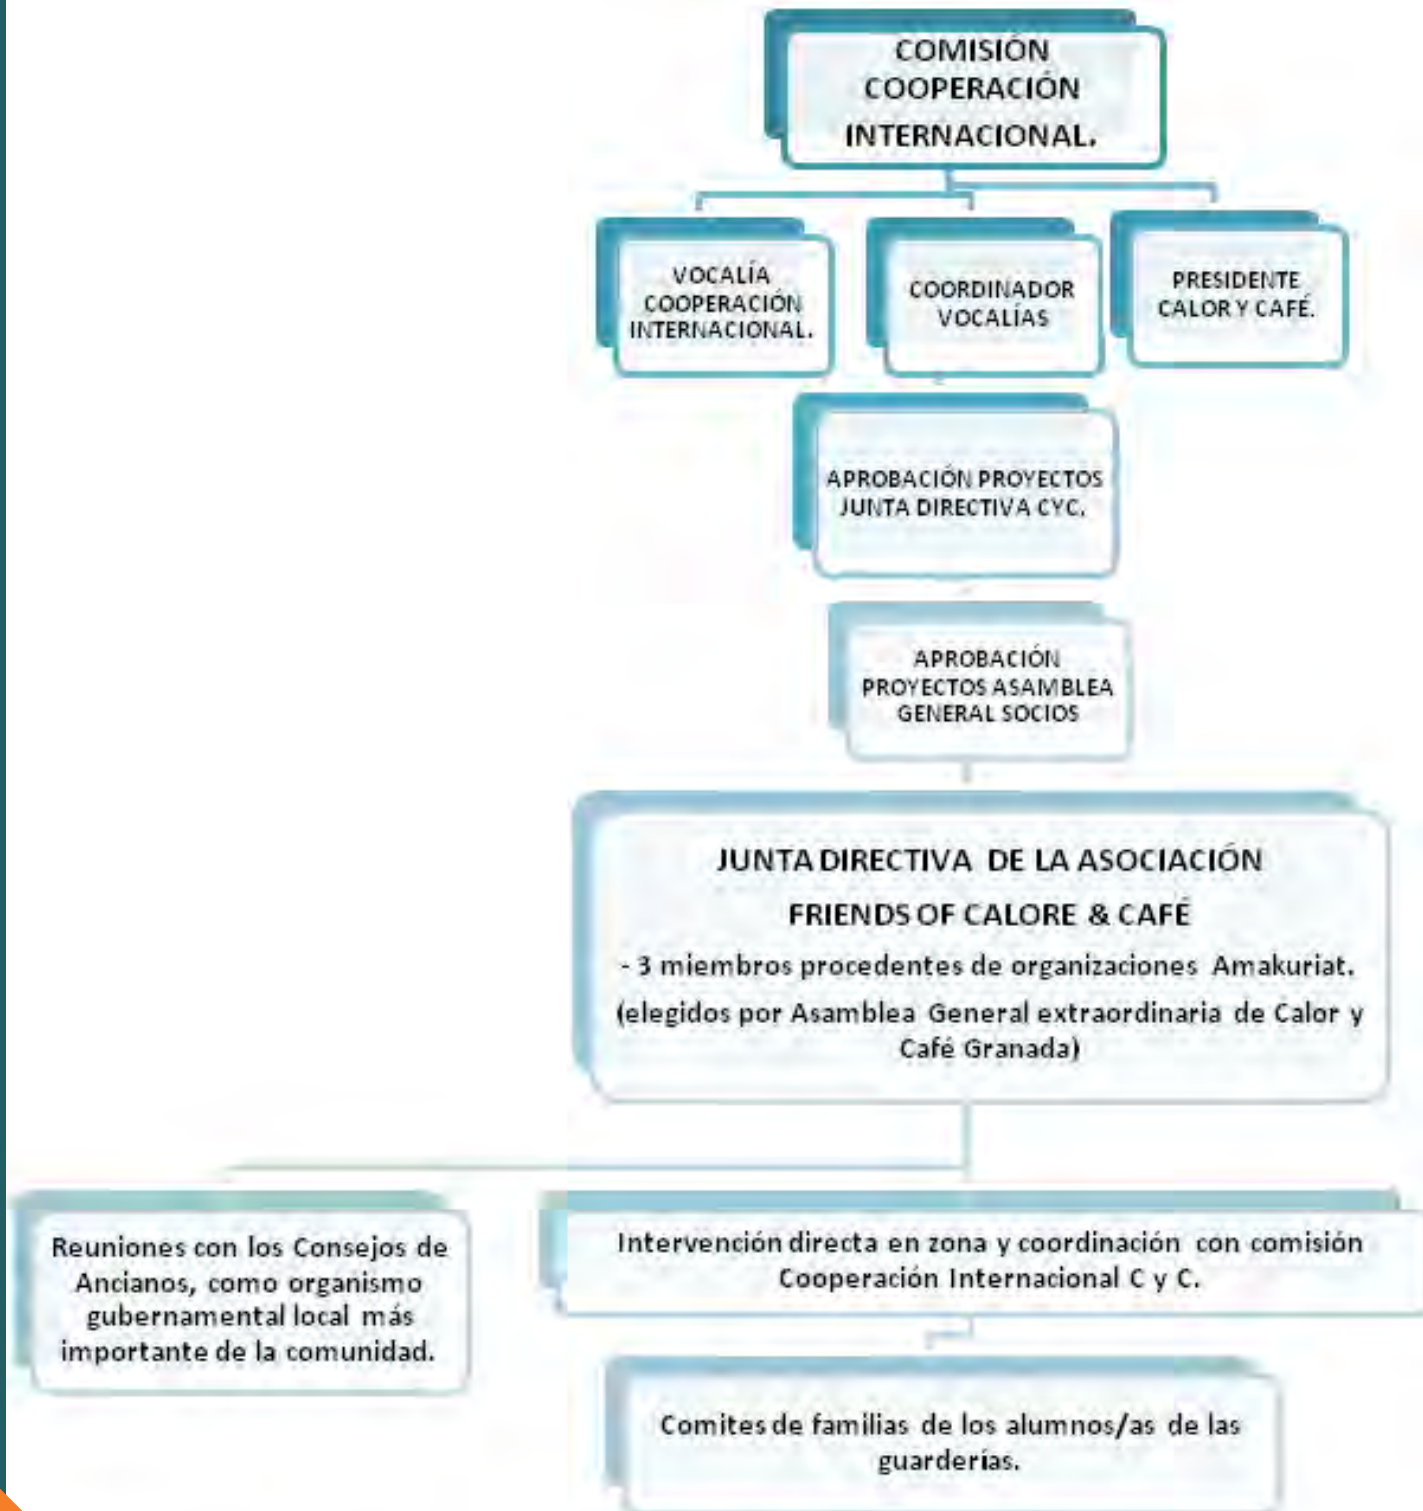 COMISIÓN
COOPERACIÓN
INTERNACIONAL.
VOCALÍA
COOPERACIÓN
INTERNACIONAL.
COORDINADOR
VOCALÍAS
PRESIDENTE
CALOR Y CAFÉ.
APROBACIÓN PROYECTOS
JUNTA DIRECTIVA CYC.
APROBACIÓN
PROYECTOS ASAMBLEA
GENERAL SOCIOS
JUNTA DIRECTIVA DE LA ASOCIACIÓN
FRIENDS OF CALORE & CAFÉ
- 3 miembros procedentes de organizaciones Amakuriat.
(elegidos por Asamblea General extraordinaria de Calor y
Café Granada)
Reuniones con los Consejos de
Ancianos, como organismo
gubernamental local más
importante de la comunidad.
Intervención directa en zona y coordinación con comisión
Cooperación Internacional C y C.
Comites de familias de los alumnos/as de las
guarderías.